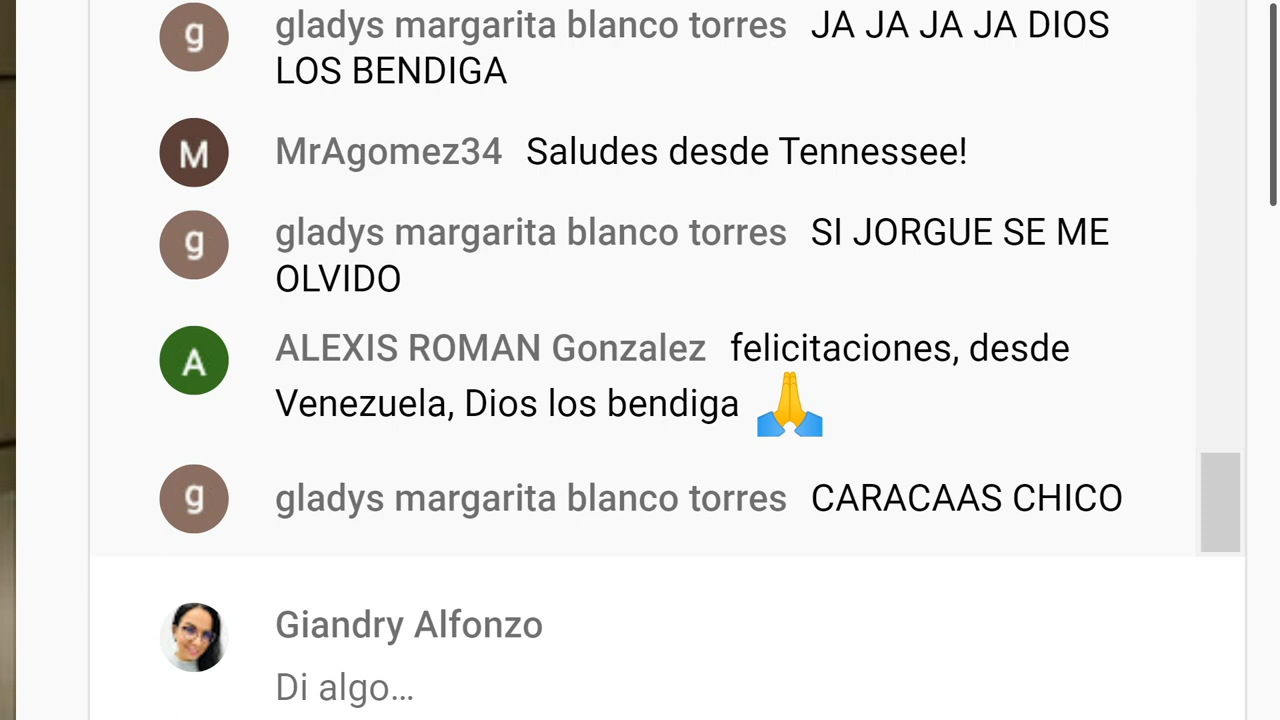 g gladys margarita blanco torres JA JA JA JA DIOS
LOS BENDIGA
M MrAgomez34 Saludes desde Tennessee!
g gladys margarita blanco torres SI JORGUE SE ME
OLVIDO
A ALEXIS ROMAN Gonzalez felicitaciones, desde
Venezuela, Dios los bendiga 🙏
g gladys margarita blanco torres CARACAAS CHICO
Giandry Alfonzo
Di algo...